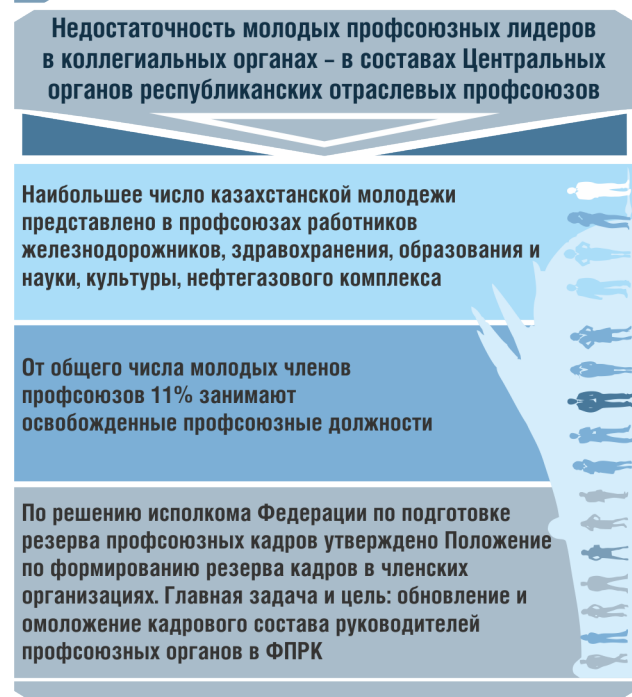 Недостаточность молодых профсоюзных лидеров
в коллегиальных органах – в составах Центральных
органов республиканских отраслевых профсоюзов
Наибольшее число казахстанской молодежи
представлено в профсоюзах работников
железнодорожников, здравохранения, образования и
науки, культуры, нефтегазового комплекса
От общего числа молодых членов
профсоюзов 11% занимают
освобожденные профсоюзные должности
По решению исполкома Федерации по подготовке
резерва профсоюзных кадров утверждено Положение
по формированию резерва кадров в членских
организациях. Главная задача и цель: обновление и
омоложение кадрового состава руководителей
профсоюзных органов в ФПРК